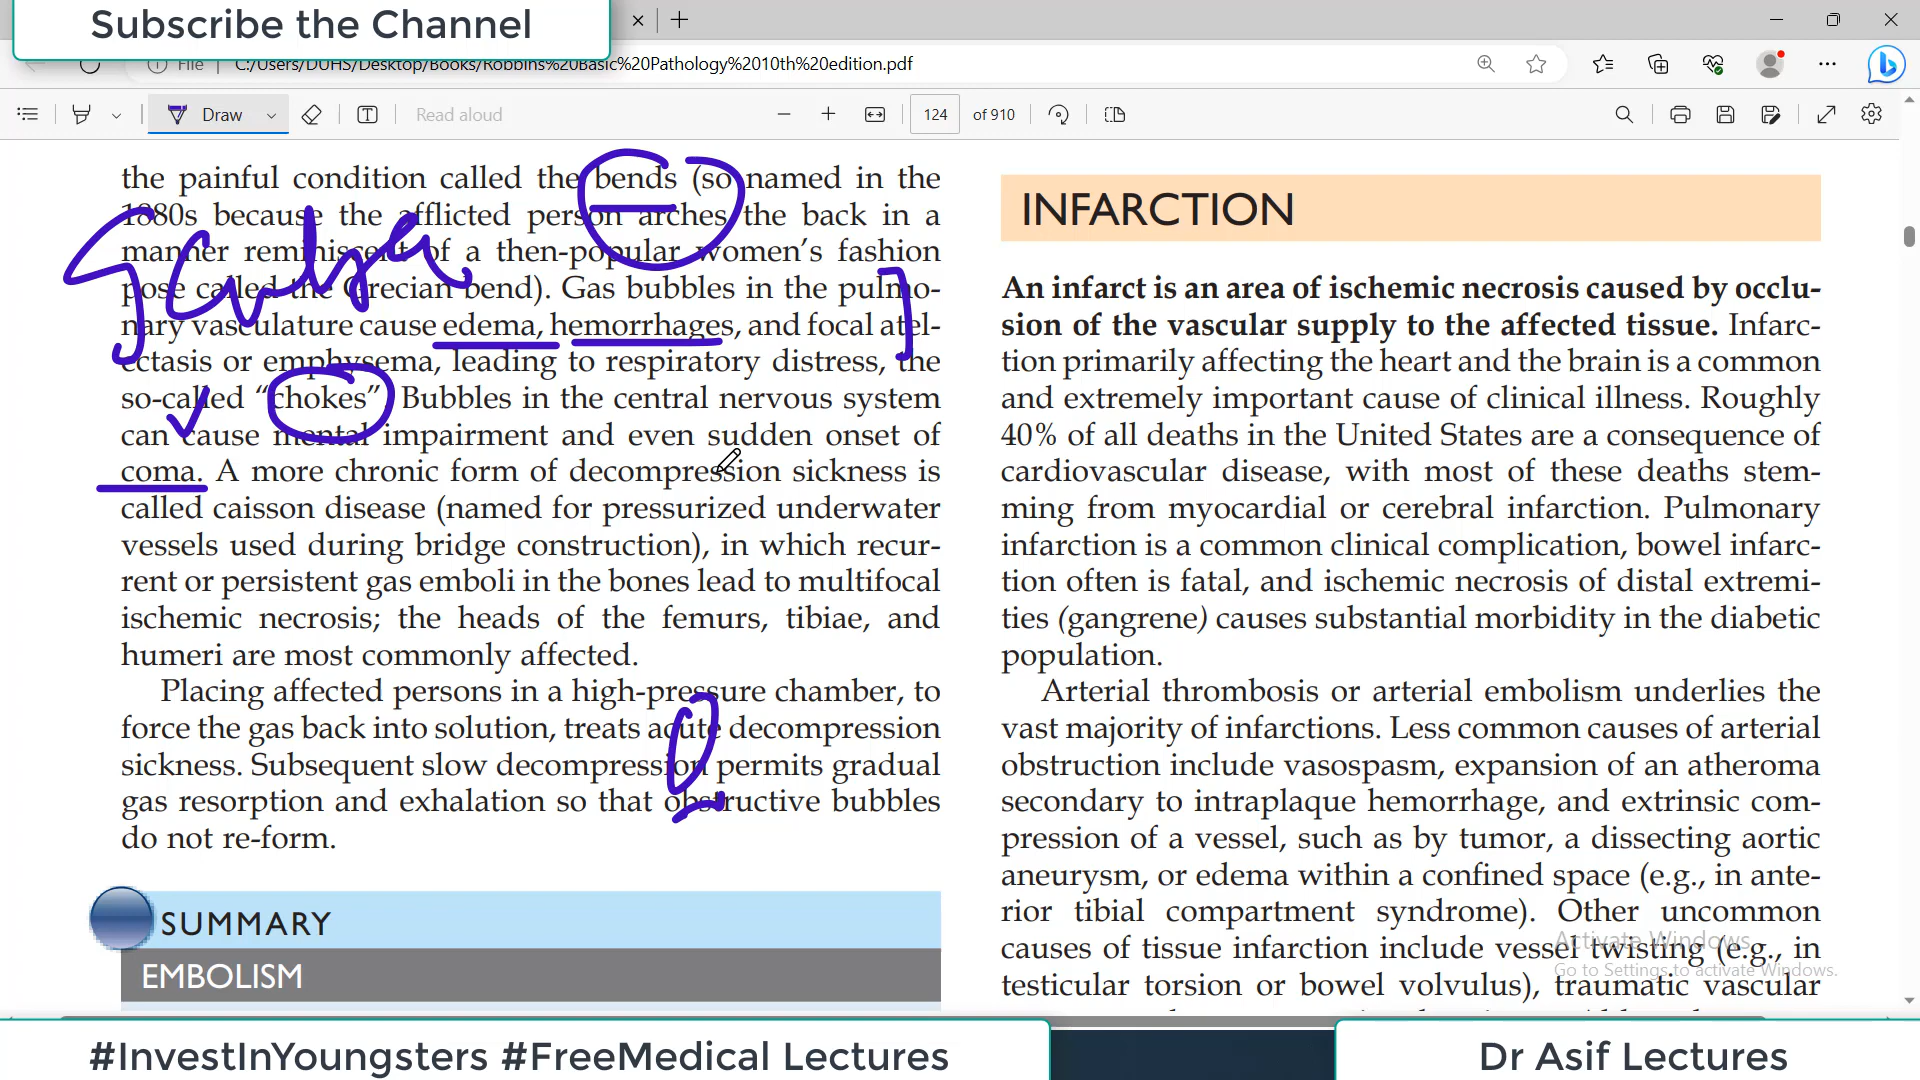 Subscribe the Channel
File
C:/Users/DUHS/Desktop/Books/Robbins%20Basic%20Pathology%2010th%20edition.pdf
Draw
Read aloud
124
of 910
the painful condition called the bends (so named in the
1880s because the afflicted person arches the back in a
manner reminiscent of a then-popular women's fashion
pose called the Grecian bend). Gas bubbles in the pulmo-
nary vasculature cause edema, hemorrhages, and focal atel-
ectasis or emphysema, leading to respiratory distress, the
so-called "chokes" Bubbles in the central nervous system
can cause mental impairment and even sudden onset of
coma. A more chronic form of decompression sickness is
called caisson disease (named for pressurized underwater
vessels used during bridge construction), in which recur-
rent or persistent gas emboli in the bones lead to multifocal
ischemic necrosis; the heads of the femurs, tibiae, and
humeri are most commonly affected.
Placing affected persons in a high-pressure chamber, to
force the gas back into solution, treats acute decompression
sickness. Subsequent slow decompression permits gradual
gas resorption and exhalation so that obstructive bubbles
do not re-form.
SUMMARY
EMBOLISM
INFARCTION
An infarct is an area of ischemic necrosis caused by occlu-
sion of the vascular supply to the affected tissue. Infarc-
tion primarily affecting the heart and the brain is a common
and extremely important cause of clinical illness. Roughly
40% of all deaths in the United States are a consequence of
cardiovascular disease, with most of these deaths stem-
ming from myocardial or cerebral infarction. Pulmonary
infarction is a common clinical complication, bowel infarc-
tion often is fatal, and ischemic necrosis of distal extremi-
ties (gangrene) causes substantial morbidity in the diabetic
population.
Arterial thrombosis or arterial embolism underlies the
vast majority of infarctions. Less common causes of arterial
obstruction include vasospasm, expansion of an atheroma
secondary to intraplaque hemorrhage, and extrinsic com-
pression of a vessel, such as by tumor, a dissecting aortic
aneurysm, or edema within a confined space (e.g., in ante-
rior tibial compartment syndrome). Other uncommon
causes of tissue infarction include vessel twisting (e.g., in
testicular torsion or bowel volvulus), traumatic vascular
Activate Windows
Go to Settings to activate Windows.
#InvestInYoungsters #FreeMedical Lectures
Dr Asif Lectures